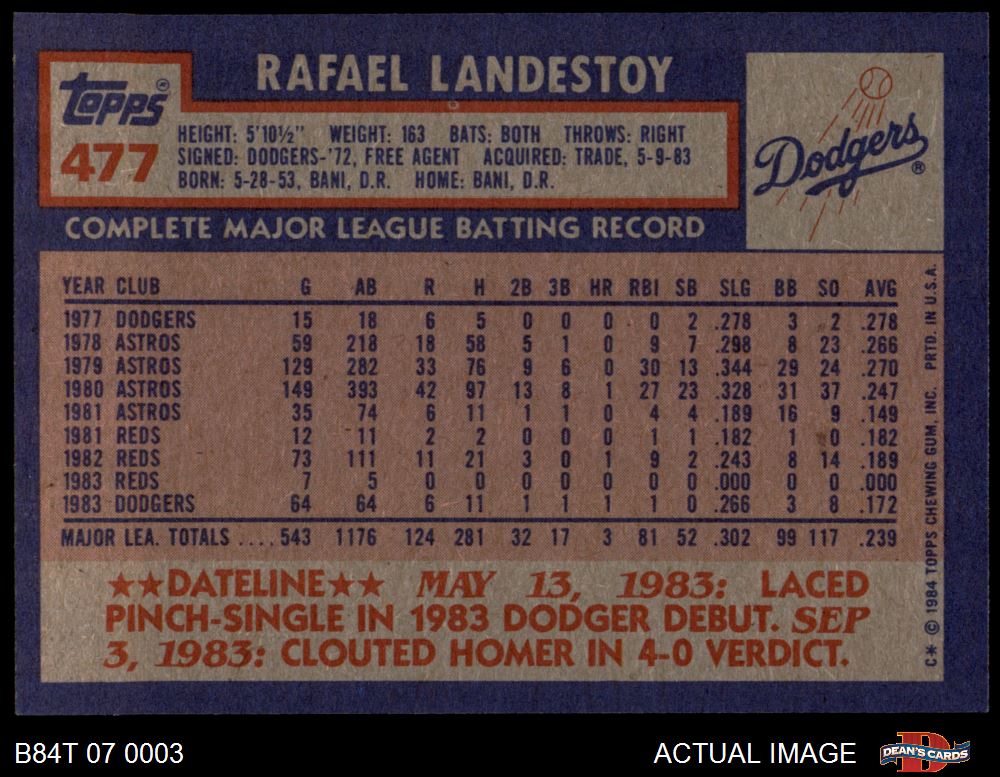 RAFAEL LANDESTOY
Topps®
477
HEIGHT: 5'10½" WEIGHT: 163 BATS: BOTH THROWS: RIGHT
SIGNED: DODGERS-'72, FREE AGENT ACQUIRED: TRADE, 5-9-83
BORN: 5-28-53, BANI, D.R. HOME: BANI, D.R.
Dodgers®
COMPLETE MAJOR LEAGUE BATTING RECORD
YEAR CLUB G AB R H 2B 3B HR RBI SB SLG BB SO AVG
1977 DODGERS 15 18 6 5 0 0 0 0 2 .278 3 2 .278
1978 ASTROS 59 218 18 58 5 1 0 9 7 .298 8 23 .266
1979 ASTROS 129 282 33 76 9 6 0 30 13 .344 29 24 .270
1980 ASTROS 149 393 42 97 13 8 1 27 23 .328 31 37 .247
1981 ASTROS 35 74 6 11 1 1 0 4 4 .189 16 9 .149
1981 REDS 12 11 2 2 0 0 0 1 1 .182 1 0 .182
1982 REDS 73 111 11 21 3 0 1 9 2 .243 8 14 .189
1983 REDS 7 5 0 0 0 0 0 0 0 .000 0 0 .000
1983 DODGERS 64 64 6 11 1 1 1 1 0 .266 3 8 .172
MAJOR LEA. TOTALS .... 543 1176 124 281 32 17 3 81 52 .302 99 117 .239
★★DATELINE★★ MAY 13, 1983: LACED
PINCH-SINGLE IN 1983 DODGER DEBUT. SEP
3, 1983: CLOUTED HOMER IN 4-0 VERDICT.
C* © 1984 TOPPS CHEWING GUM, INC. PRTD. IN U.S.A.
B84T 07 0003
ACTUAL IMAGE
D
DEAN'S CARDS